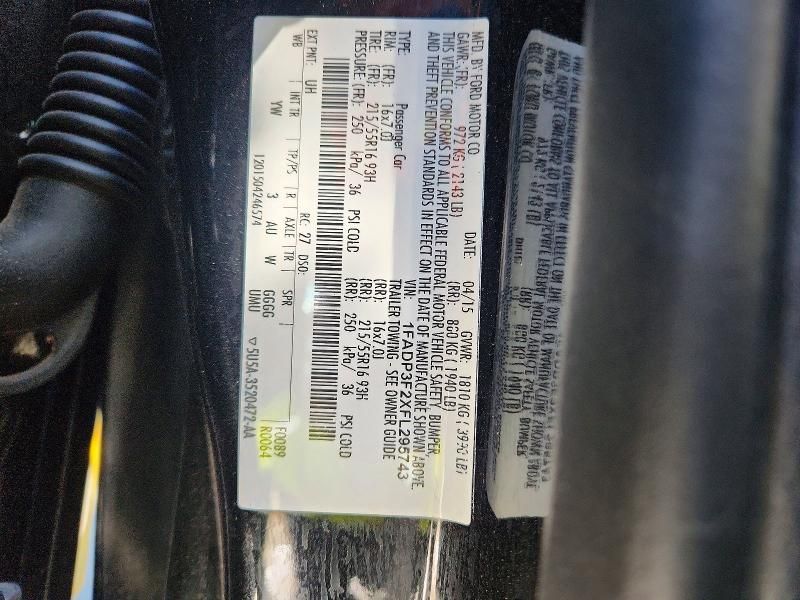 MFD. BY FORD MOTOR CO
DATE: 04/15 GVWR: 1810 KG ( 3990 LB)
GAWR: (FR): 972 KG ( 2143 LB) (RR): 880 KG ( 1940 LB)
THIS VEHICLE CONFORMS TO ALL APPLICABLE FEDERAL MOTOR VEHICLE SAFETY, BUMPER,
AND THEFT PREVENTION STANDARDS IN EFFECT ON THE DATE OF MANUFACTURE SHOWN ABOVE.
VIN: 1FADP3F2XFL295743
TYPE: Passenger Car TRAILER TOWING - SEE OWNER GUIDE
RIM: (FR): 16x7.0J (RR): 16x7.0J
TIRE: (FR): 215/55R16 93H (RR): 215/55R16 93H
PRESSURE (FR): 250 kPa/ 36 PSI COLD (RR): 250 kPa/ 36 PSI COLD
EXT PNT: UH RC: 27 DSO: F0089
WB INT TR TP/PS R AXLE TR SPR R0064
YW 3 AU W GGGG UMU
1201504246574 ▽5U5A-3520472-AA